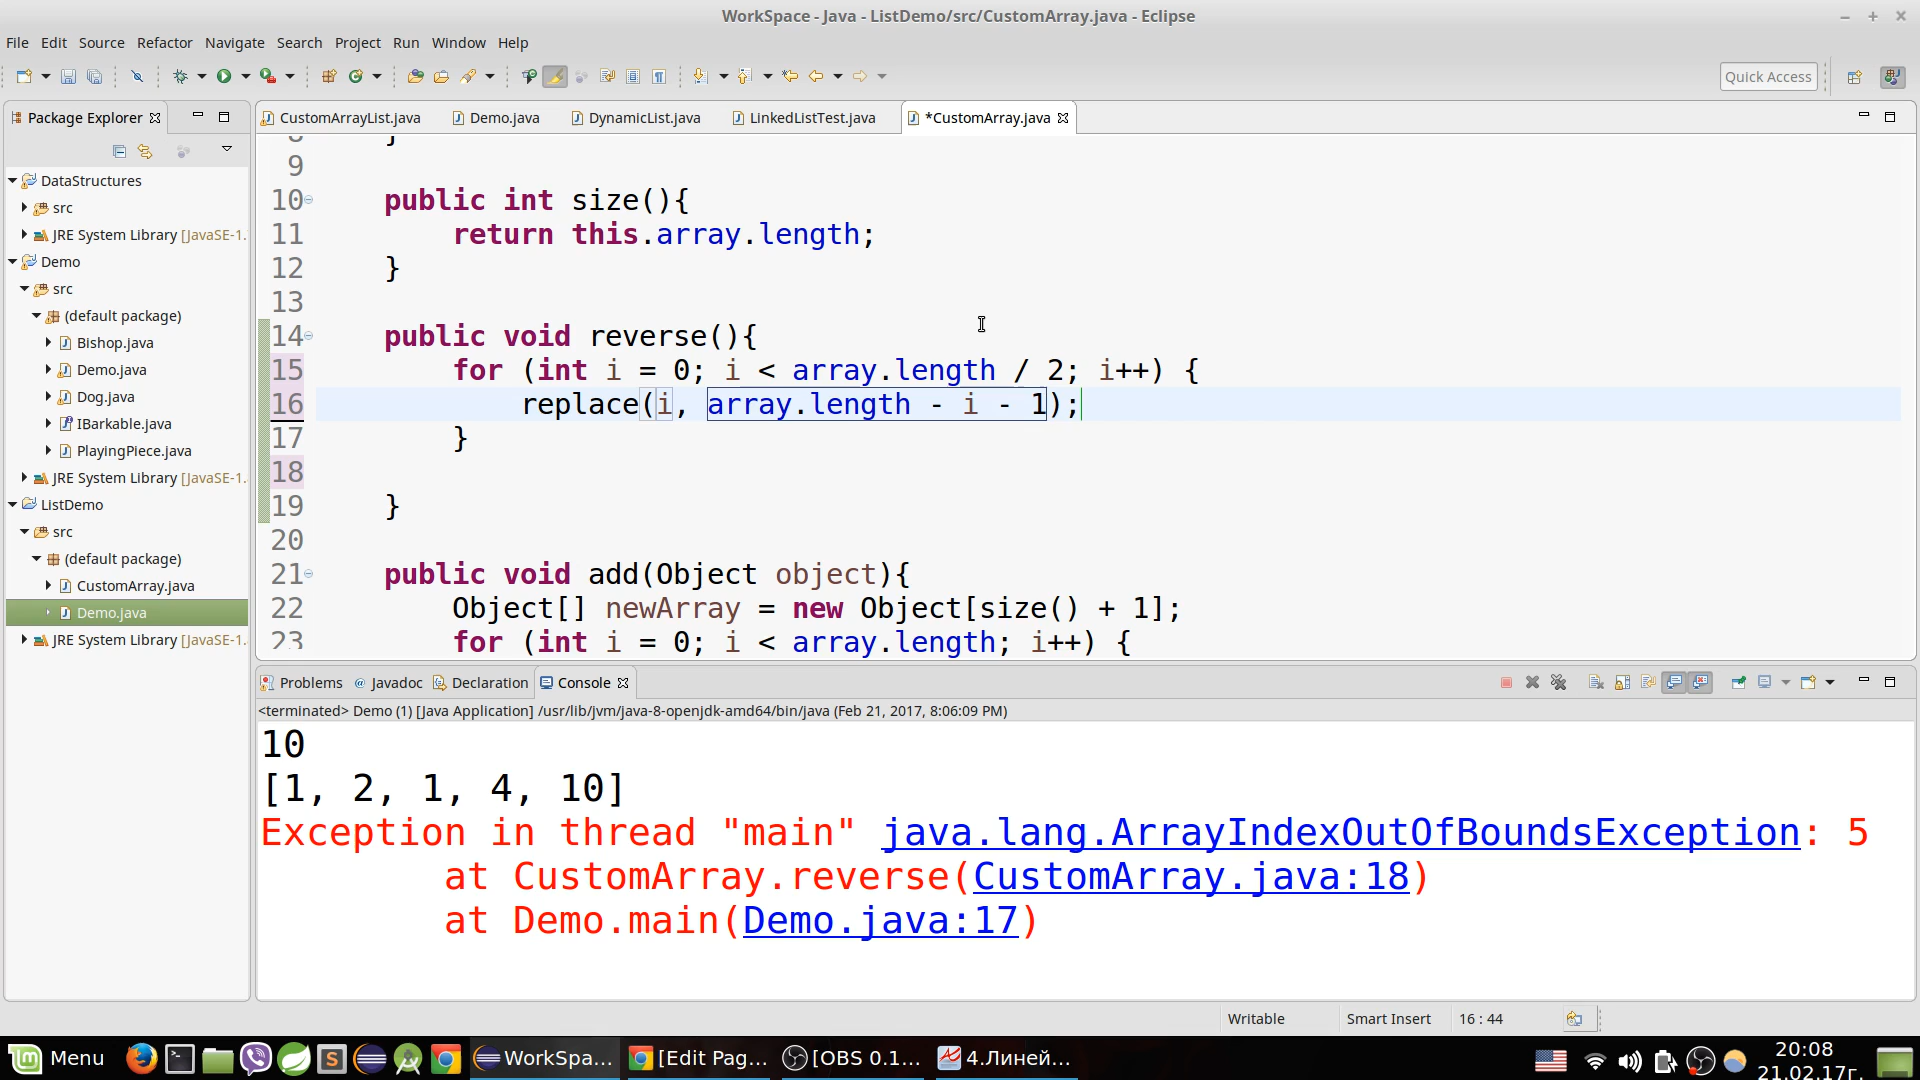 WorkSpace - Java - ListDemo/src/CustomArray.java - Eclipse
File Edit Source Refactor Navigate Search Project Run Window Help
Quick Access
Package Explorer
DataStructures
src
JRE System Library [JavaSE-1.
Demo
src
(default package)
Bishop.java
Demo.java
Dog.java
IBarkable.java
PlayingPiece.java
JRE System Library [JavaSE-1.
ListDemo
src
(default package)
CustomArray.java
Demo.java
JRE System Library [JavaSE-1.
CustomArrayList.java Demo.java DynamicList.java LinkedListTest.java *CustomArray.java
8 }
9
10 public int size(){
11 return this.array.length;
12 }
13
14 public void reverse(){
15 for (int i = 0; i < array.length / 2; i++) {
16 replace(i, array.length - i - 1);
17 }
18
19 }
20
21 public void add(Object object){
22 Object[] newArray = new Object[size() + 1];
23 for (int i = 0; i < array.length; i++) {
Problems @ Javadoc Declaration Console
<terminated> Demo (1) [Java Application] /usr/lib/jvm/java-8-openjdk-amd64/bin/java (Feb 21, 2017, 8:06:09 PM)
10
[1, 2, 1, 4, 10]
Exception in thread "main" java.lang.ArrayIndexOutOfBoundsException: 5
at CustomArray.reverse(CustomArray.java:18)
at Demo.main(Demo.java:17)
Writable Smart Insert 16 : 44
Menu WorkSpa... [Edit Pag... [OBS 0.1... 4.Линей... 20:08
21.02.17г.